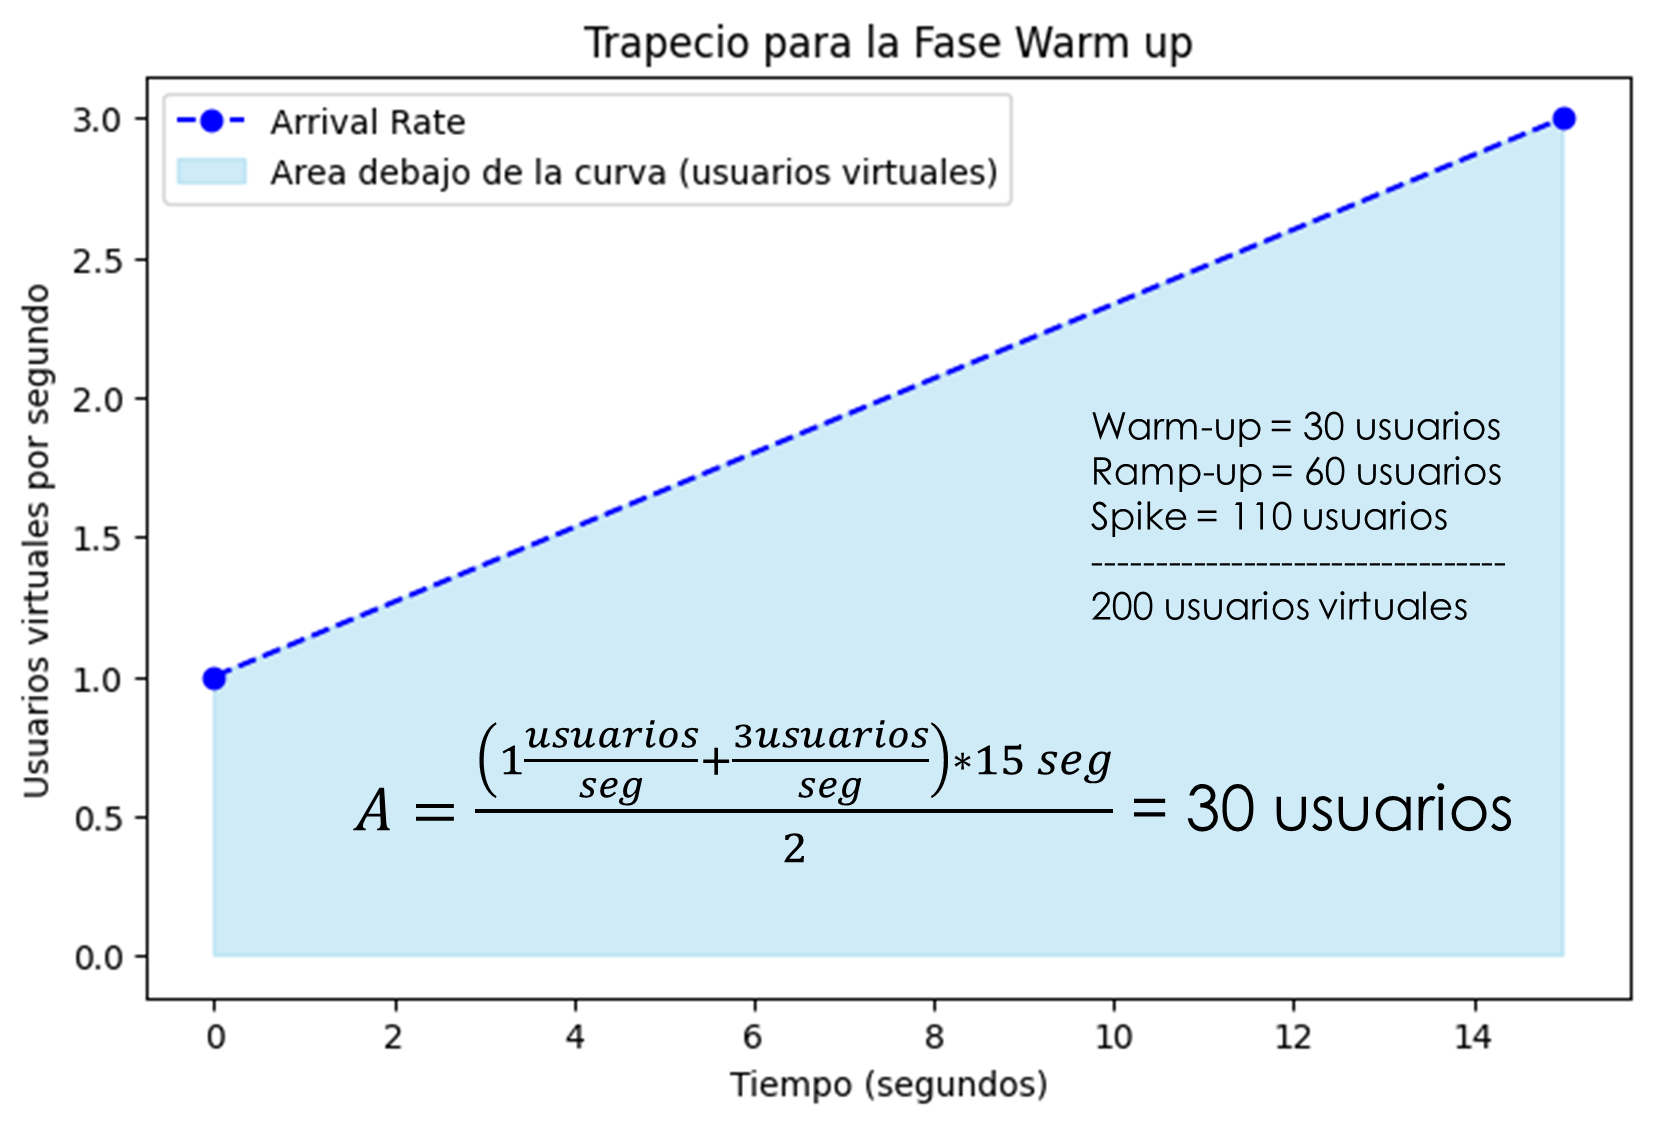 Trapecio para la Fase Warm up
Arrival Rate
Area debajo de la curva (usuarios virtuales)
Usuarios virtuales por segundo
3.0
2.5
2.0
1.5
1.0
0.5
0.0
Warm-up = 30 usuarios
Ramp-up = 60 usuarios
Spike = 110 usuarios
----------------------------------
200 usuarios virtuales
A = ((1 usuarios/seg + 3usuarios/seg)*15 seg)/2 = 30 usuarios
0 2 4 6 8 10 12 14
Tiempo (segundos)